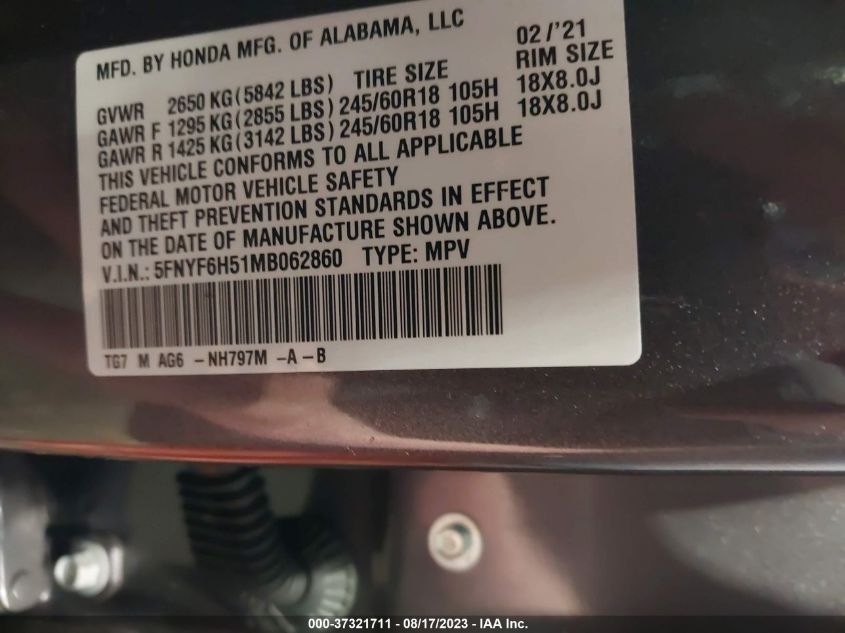 MFD. BY HONDA MFG. OF ALABAMA, LLC 02/'21
GVWR 2650 KG(5842 LBS) TIRE SIZE RIM SIZE
GAWR F 1295 KG(2855 LBS) 245/60R18 105H 18X8.0J
GAWR R 1425 KG(3142 LBS) 245/60R18 105H 18X8.0J
THIS VEHICLE CONFORMS TO ALL APPLICABLE
FEDERAL MOTOR VEHICLE SAFETY
AND THEFT PREVENTION STANDARDS IN EFFECT
ON THE DATE OF MANUFACTURE SHOWN ABOVE.
V.I.N.: 5FNYF6H51MB062860 TYPE: MPV
TG7 M AG6 -NH797M -A -B
000-37321711 - 08/17/2023 - IAA Inc.